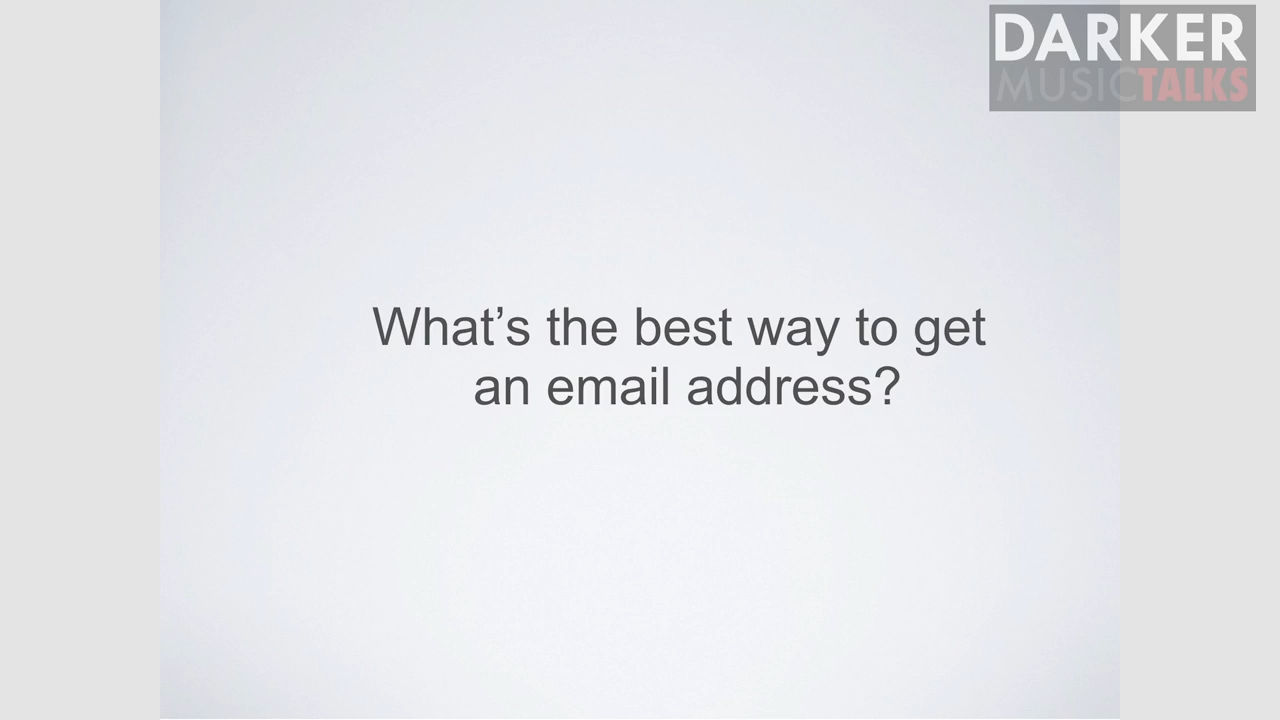 DARKER
MUSICTALKS
What’s the best way to get
an email address?